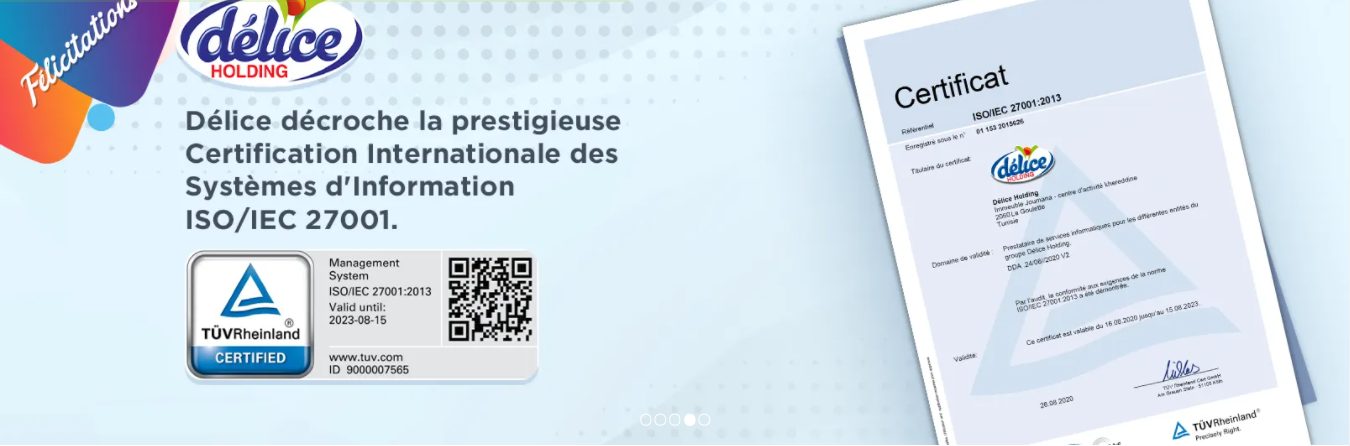 Félicitations
délice
HOLDING
Délice décroche la prestigieuse
Certification Internationale des
Systèmes d'Information
ISO/IEC 27001.
TÜVRheinland®
CERTIFIED
Management
System
ISO/IEC 27001:2013
Valid until:
2023-08-15
www.tuv.com
ID 9000007565
Certificat
Référentiel
ISO/IEC 27001:2013
Enregistré sous le n°
01 153 2015626
Titulaire du certificat:
délice
HOLDING
Délice Holding
Immeuble Joumana - centre d'activité khereddine
2060 La Goulette
Tunisie
Domaine de validité :
Prestataire de services informatiques pour les différentes entités du
groupe Délice Holding.
DDA 24/06/2020 V2
Par l'audit, la conformité aux exigences de la norme
ISO/IEC 27001:2013 a été démontrée.
Validité:
Ce certificat est valable du 16.08.2020 jusqu'au 15.08.2023.
26.08.2020
TÜV Rheinland Cert GmbH
Am Grauen Stein · 51105 Köln
TÜVRheinland®
Precisely Right.